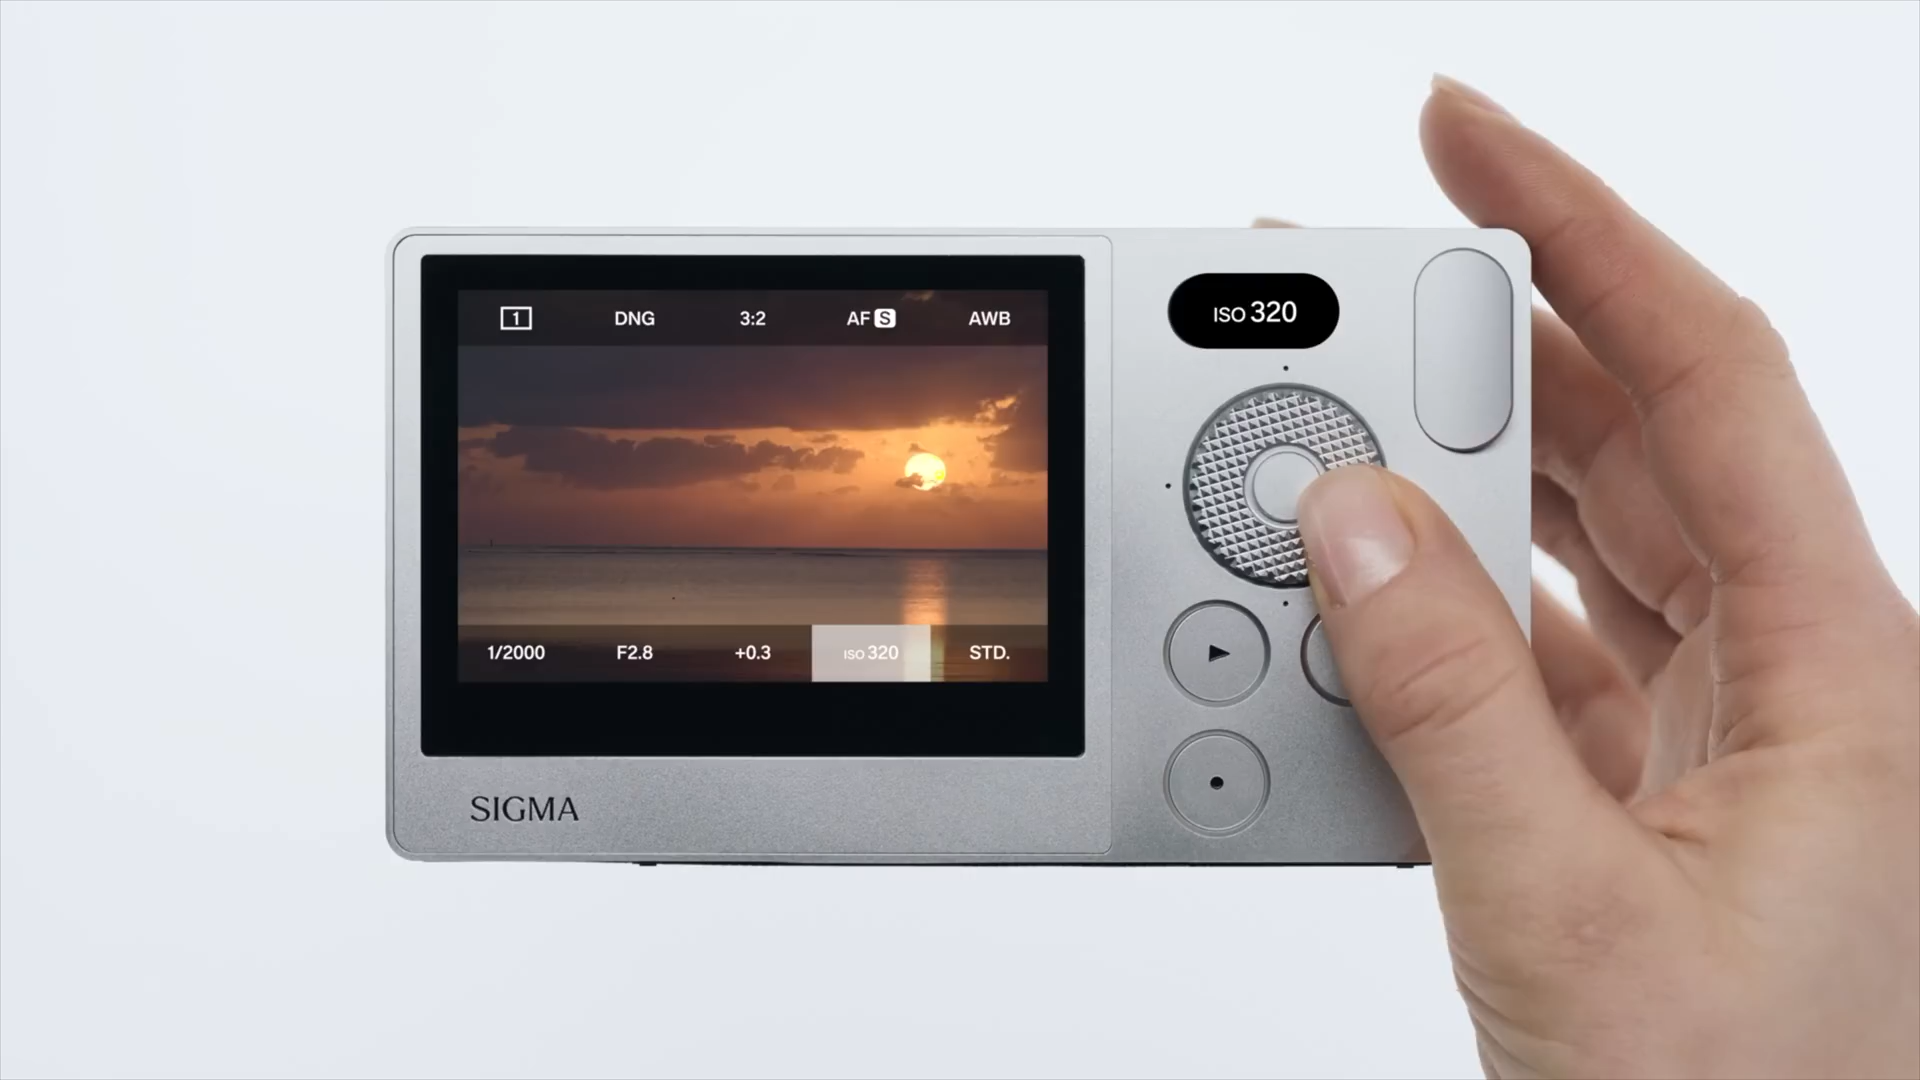 1 DNG 3:2 AF S AWB
ISO 320
1/2000 F2.8 +0.3 ISO 320 STD.
SIGMA